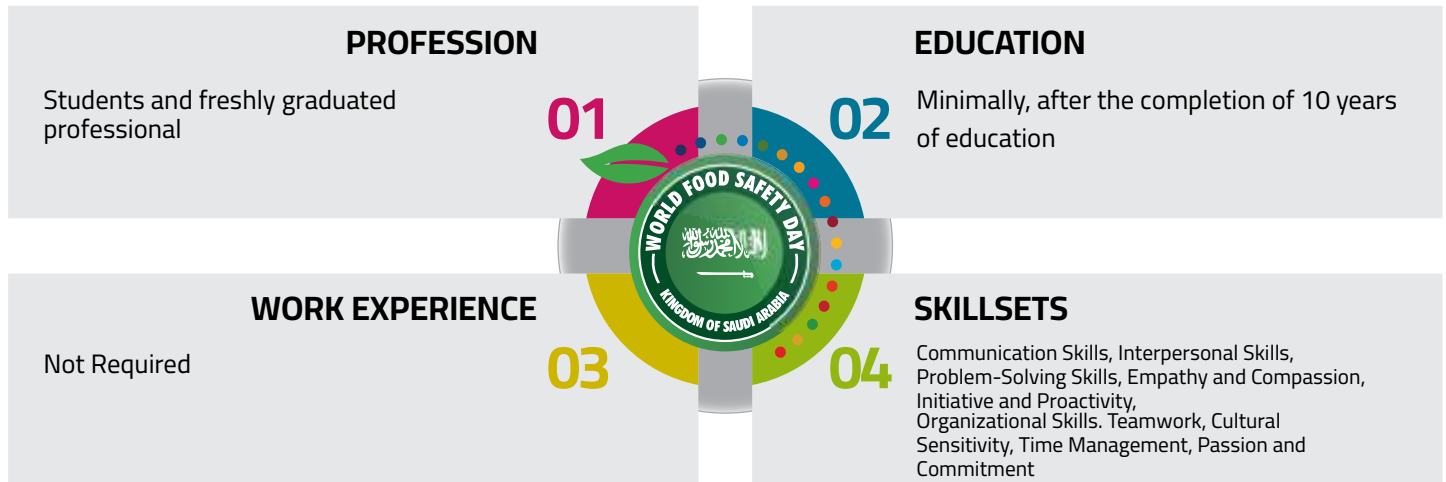 PROFESSION
Students and freshly graduated
professional
01
EDUCATION
02
Minimally, after the completion of 10 years
of education
WORLD FOOD SAFETY DAY
KINGDOM OF SAUDI ARABIA
WORK EXPERIENCE
Not Required
03
SKILLSETS
04
Communication Skills, Interpersonal Skills,
Problem-Solving Skills, Empathy and Compassion,
Initiative and Proactivity,
Organizational Skills. Teamwork, Cultural
Sensitivity, Time Management, Passion and
Commitment